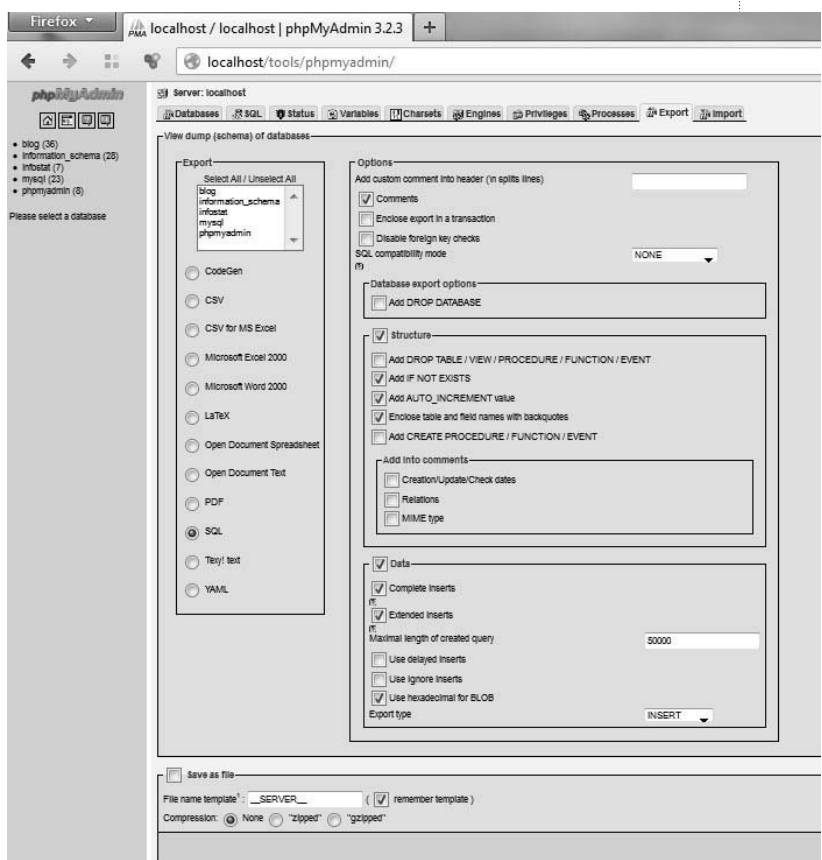 Firefox
PMA localhost / localhost | phpMyAdmin 3.2.3 +
localhost/tools/phpmyadmin/
phpMyAdmin
blog (36)
information_schema (28)
infostat (7)
mysql (23)
phpmyadmin (8)
Please select a database
Server: localhost
Databases SQL Status Variables Charsets Engines Privileges Processes Export Import
View dump (schema) of databases
Export
Select All / Unselect All
blog
information_schema
infostat
mysql
phpmyadmin
CodeGen
CSV
CSV for MS Excel
Microsoft Excel 2000
Microsoft Word 2000
LaTeX
Open Document Spreadsheet
Open Document Text
PDF
SQL
Texy! text
YAML
Options
Add custom comment into header (\n splits lines)
Comments
Enclose export in a transaction
Disable foreign key checks
SQL compatibility mode NONE
Database export options
Add DROP DATABASE
Structure
Add DROP TABLE / VIEW / PROCEDURE / FUNCTION / EVENT
Add IF NOT EXISTS
Add AUTO_INCREMENT value
Enclose table and field names with backquotes
Add CREATE PROCEDURE / FUNCTION / EVENT
Add into comments
Creation/Update/Check dates
Relations
MIME type
Data
Complete inserts
Extended inserts
Maximal length of created query 50000
Use delayed inserts
Use ignore inserts
Use hexadecimal for BLOB
Export type INSERT
Save as file
File name template : __SERVER__ ( remember template )
Compression: None "zipped" "gzipped"